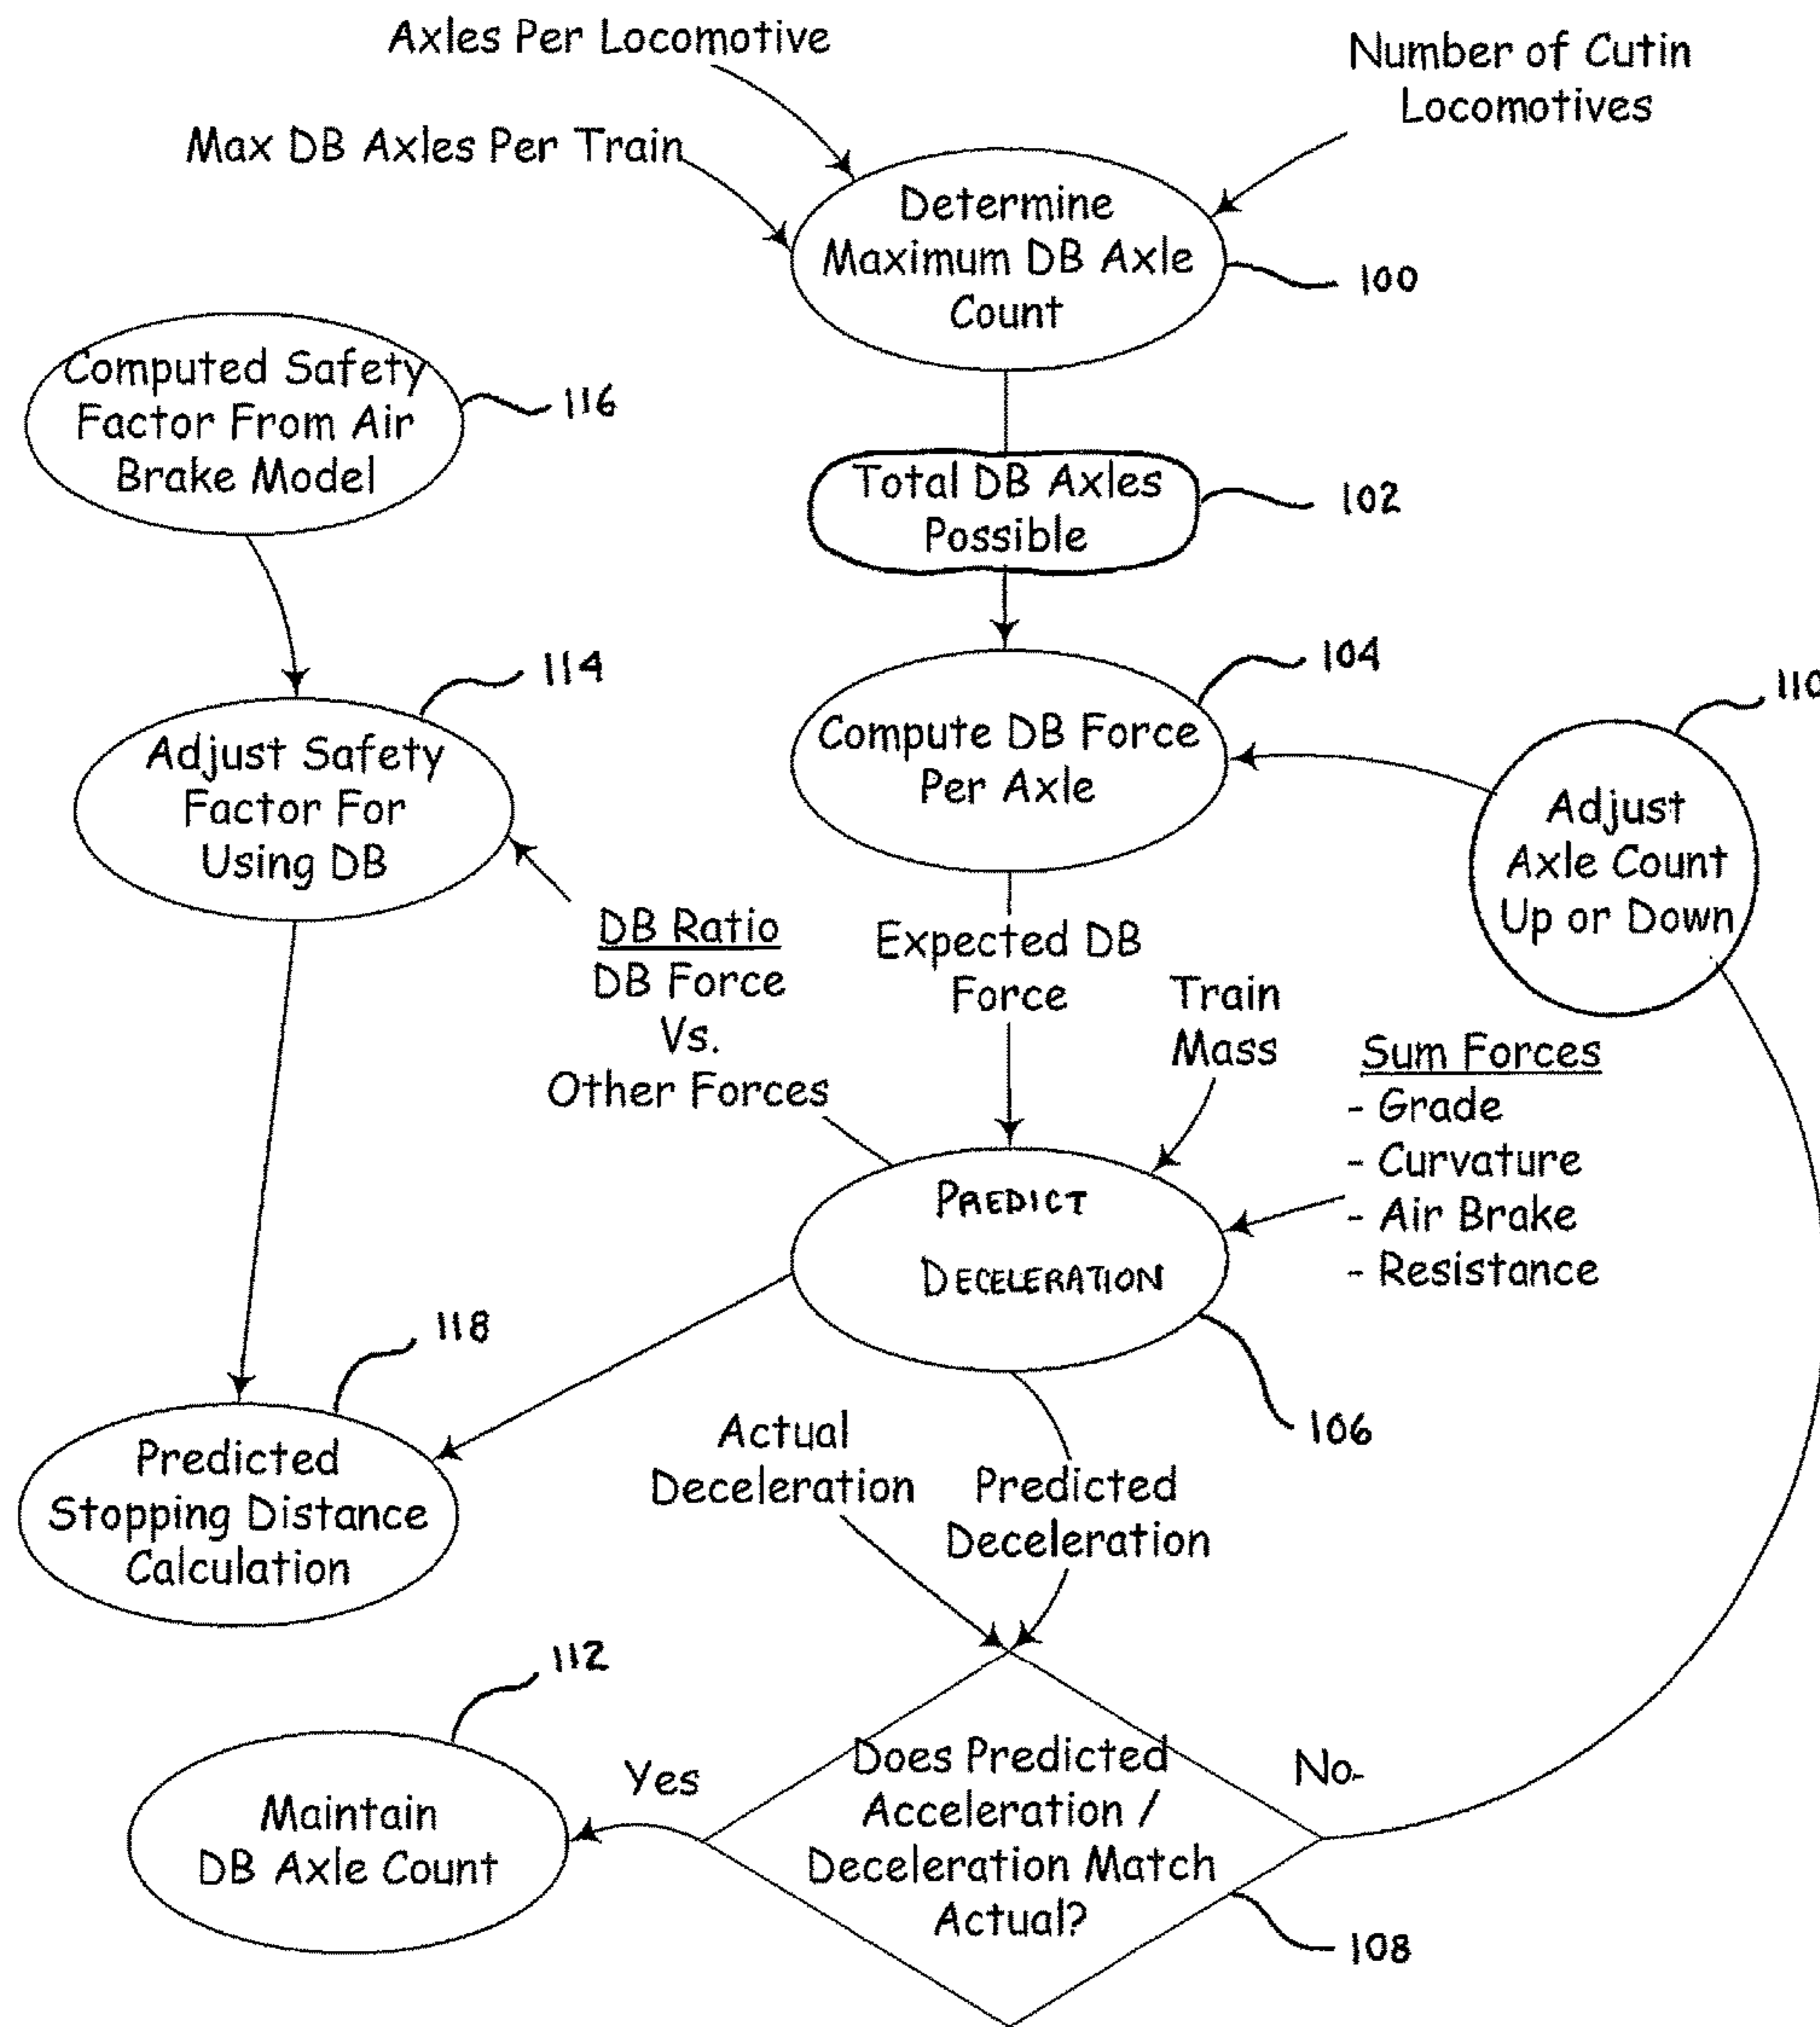 Axles Per Locomotive
Number of Cutin
Locomotives
Max DB Axles Per Train
Determine
Maximum DB Axle
Count
100
Computed Safety
Factor From Air
Brake Model
116
Total DB Axles
Possible
102
114
104
110
Adjust Safety
Factor For
Using DB
Compute DB Force
Per Axle
Adjust
Axle Count
Up or Down
DB Ratio
DB Force
Vs.
Other Forces
Expected DB
Force
Train
Mass
Sum Forces
- Grade
- Curvature
- Air Brake
- Resistance
PREDICT
DECELERATION
106
118
Predicted
Stopping Distance
Calculation
Actual
Deceleration
Predicted
Deceleration
112
Maintain
DB Axle Count
Yes
Does Predicted
Acceleration /
Deceleration Match
Actual?
No
108